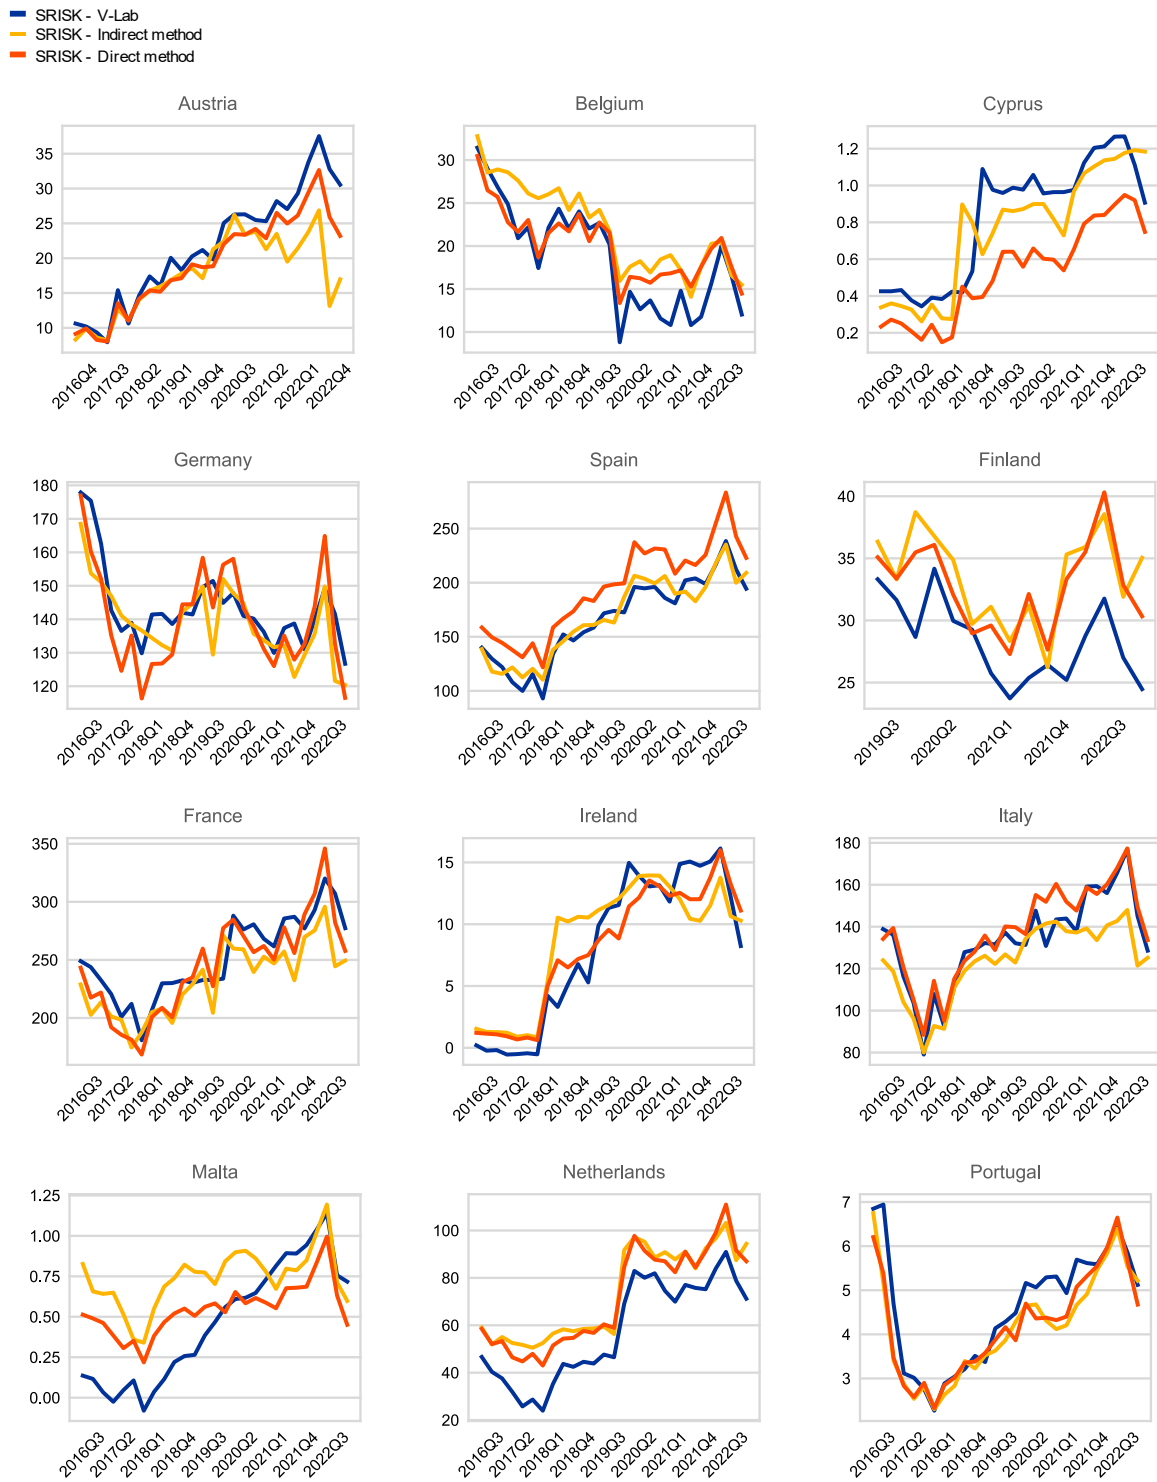 SRISK - V-Lab
SRISK - Indirect method
SRISK - Direct method
Austria
35
30
25
20
15
10
2016Q4
2017Q3
2018Q2
2019Q1
2019Q4
2020Q3
2021Q2
2022Q1
2022Q4
Belgium
30
20
10
2016Q3
2017Q2
2018Q1
2018Q4
2019Q3
2020Q2
2021Q1
2021Q4
2022Q3
Cyprus
1.2
1.0
0.8
0.6
0.4
0.2
2016Q3
2017Q2
2018Q1
2018Q4
2019Q3
2020Q2
2021Q1
2021Q4
2022Q3
Germany
180
170
160
150
140
130
120
2016Q3
2017Q2
2018Q1
2018Q4
2019Q3
2020Q2
2021Q1
2021Q4
2022Q3
Spain
250
200
150
100
2016Q3
2017Q2
2018Q1
2018Q4
2019Q3
2020Q2
2021Q1
2021Q4
2022Q3
Finland
40
35
30
25
2019Q3
2020Q2
2021Q1
2021Q4
2022Q3
France
350
300
250
200
2016Q3
2017Q2
2018Q1
2018Q4
2019Q3
2020Q2
2021Q1
2021Q4
2022Q3
Ireland
15
10
5
0
2016Q3
2017Q2
2018Q1
2018Q4
2019Q3
2020Q2
2021Q1
2021Q4
2022Q3
Italy
180
160
140
120
100
80
2016Q3
2017Q2
2018Q1
2018Q4
2019Q3
2020Q2
2021Q1
2021Q4
2022Q3
Malta
1.25
1.00
0.75
0.50
0.25
0.00
2016Q3
2017Q2
2018Q1
2018Q4
2019Q3
2020Q2
2021Q1
2021Q4
2022Q3
Netherlands
100
80
60
40
20
2016Q3
2017Q2
2018Q1
2018Q4
2019Q3
2020Q2
2021Q1
2021Q4
2022Q3
Portugal
7
6
5
4
3
2016Q3
2017Q2
2018Q1
2018Q4
2019Q3
2020Q2
2021Q1
2021Q4
2022Q3